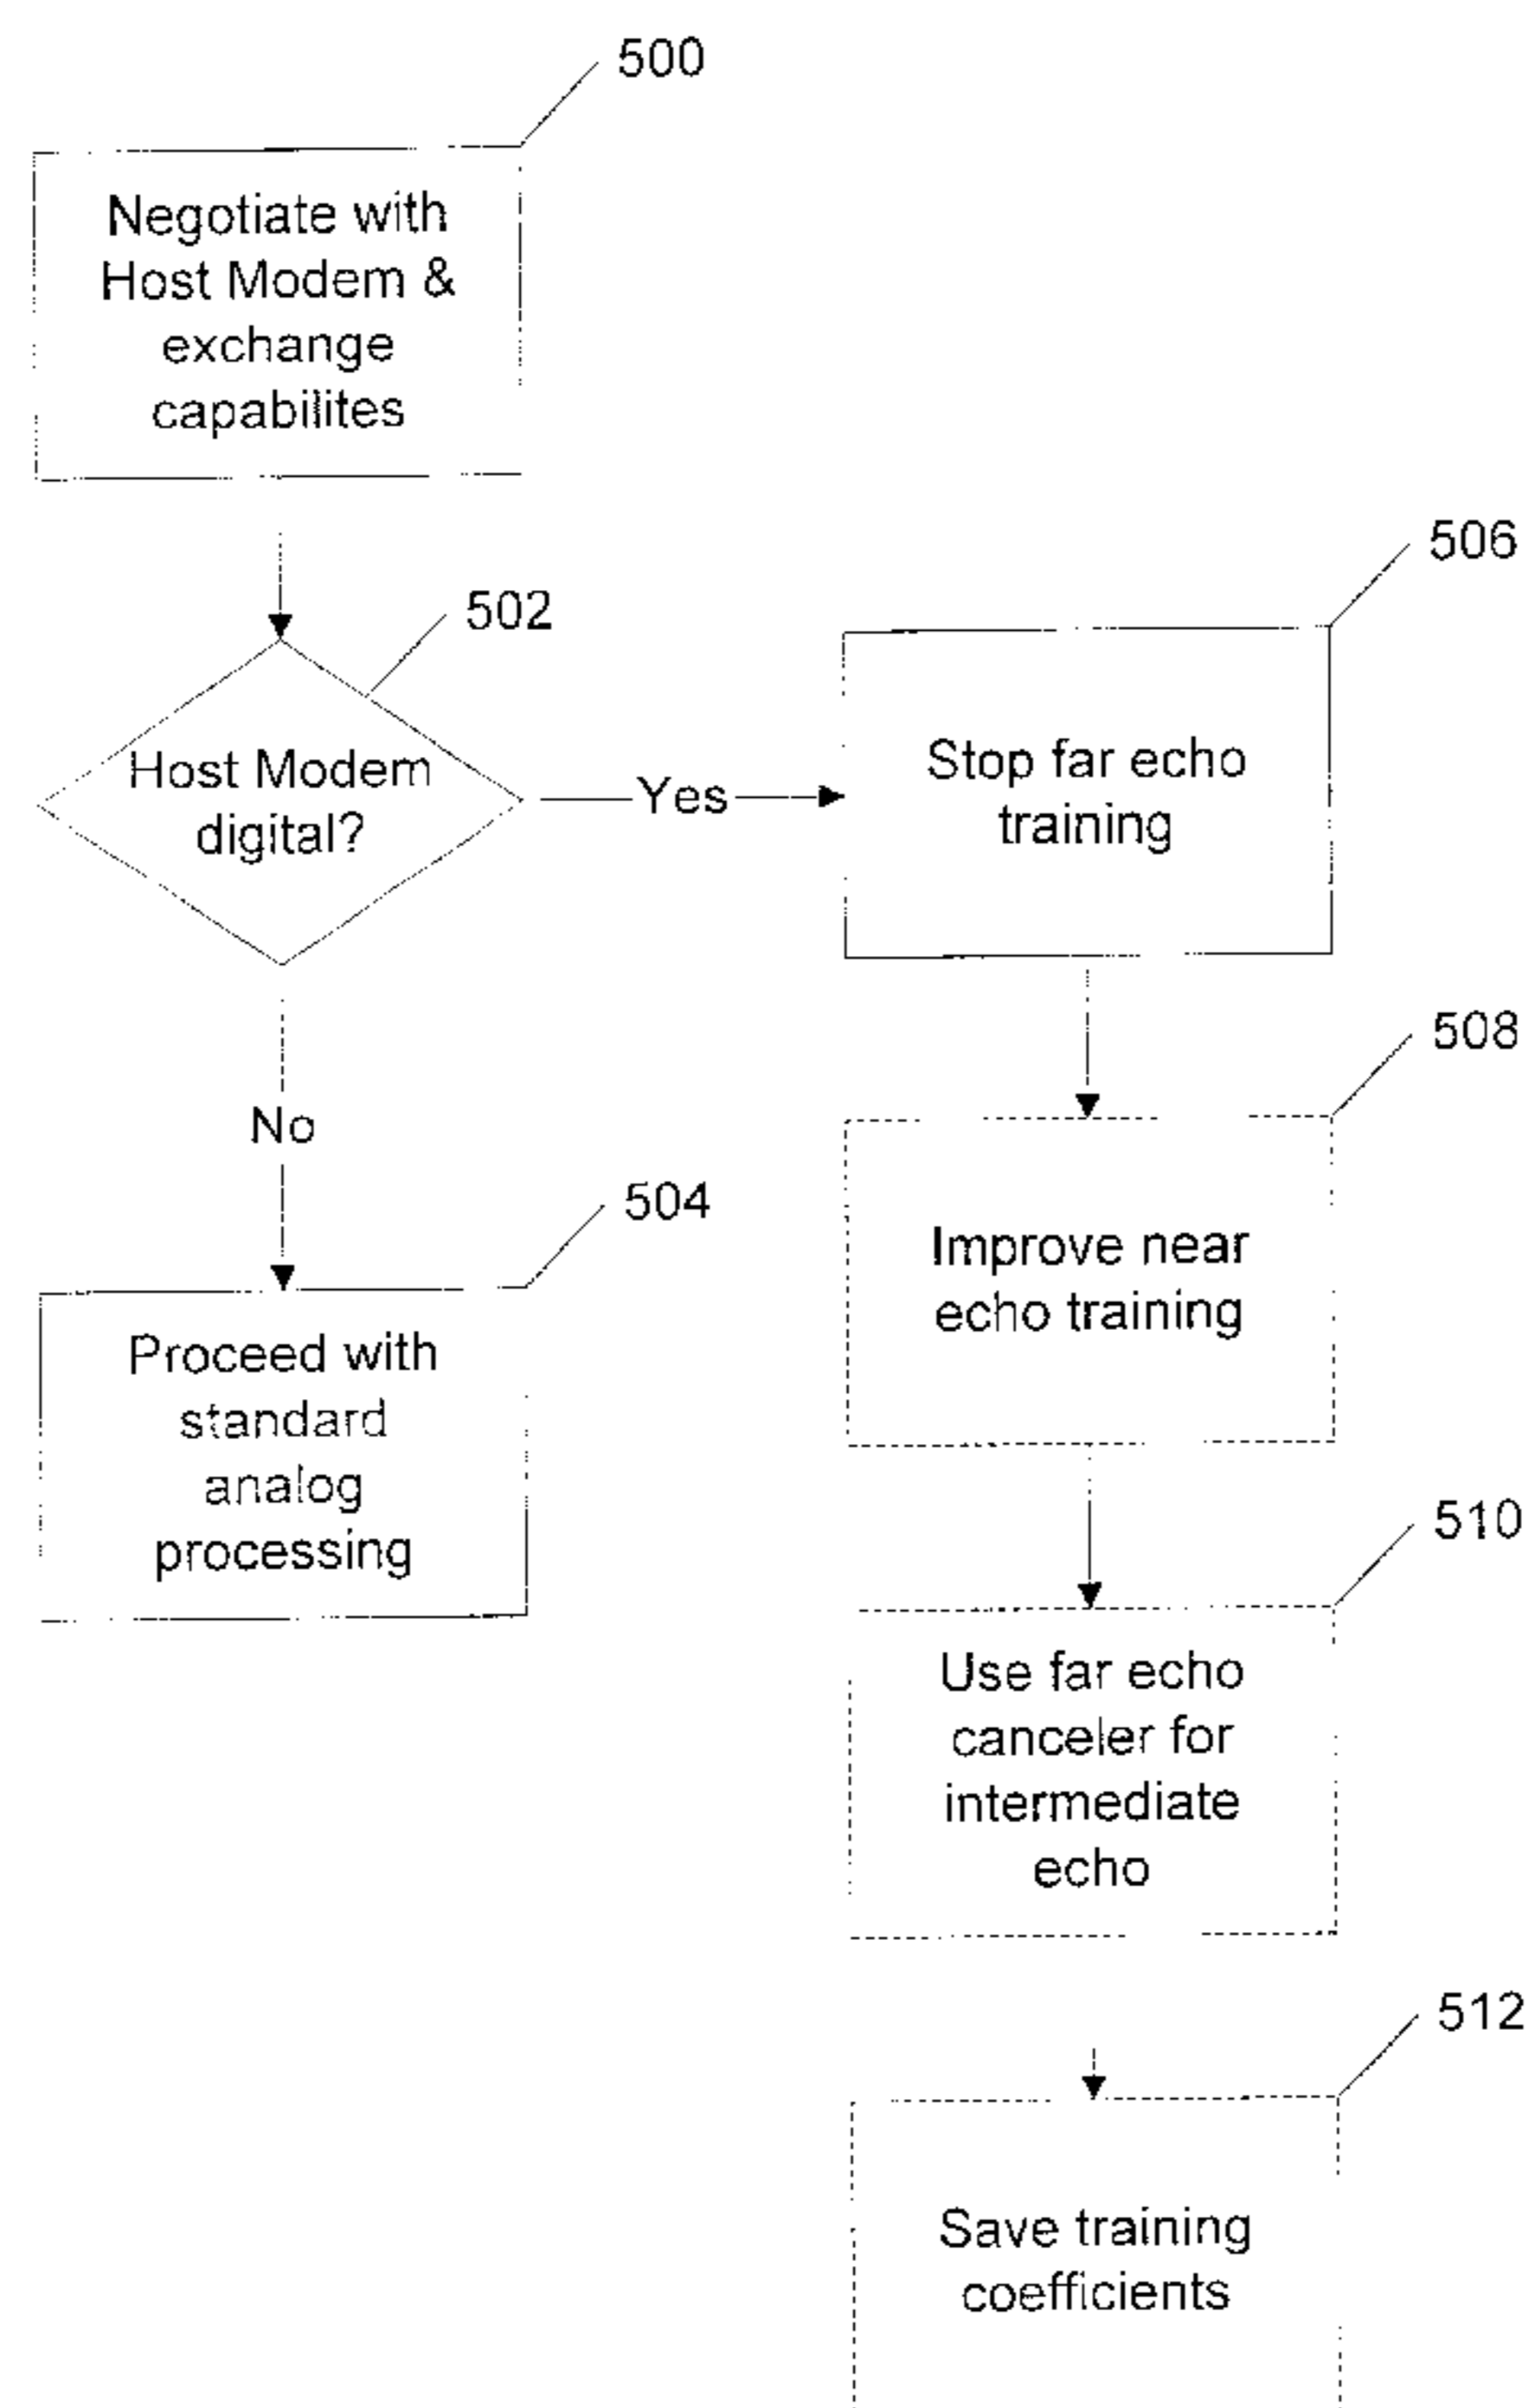 500
Negotiate with
Host Modem &
exchange
capabilites
502
Host Modem
digital?
Yes
No
504
Proceed with
standard
analog
processing
506
Stop far echo
training
508
Improve near
echo training
510
Use far echo
canceler for
intermediate
echo
512
Save training
coefficients